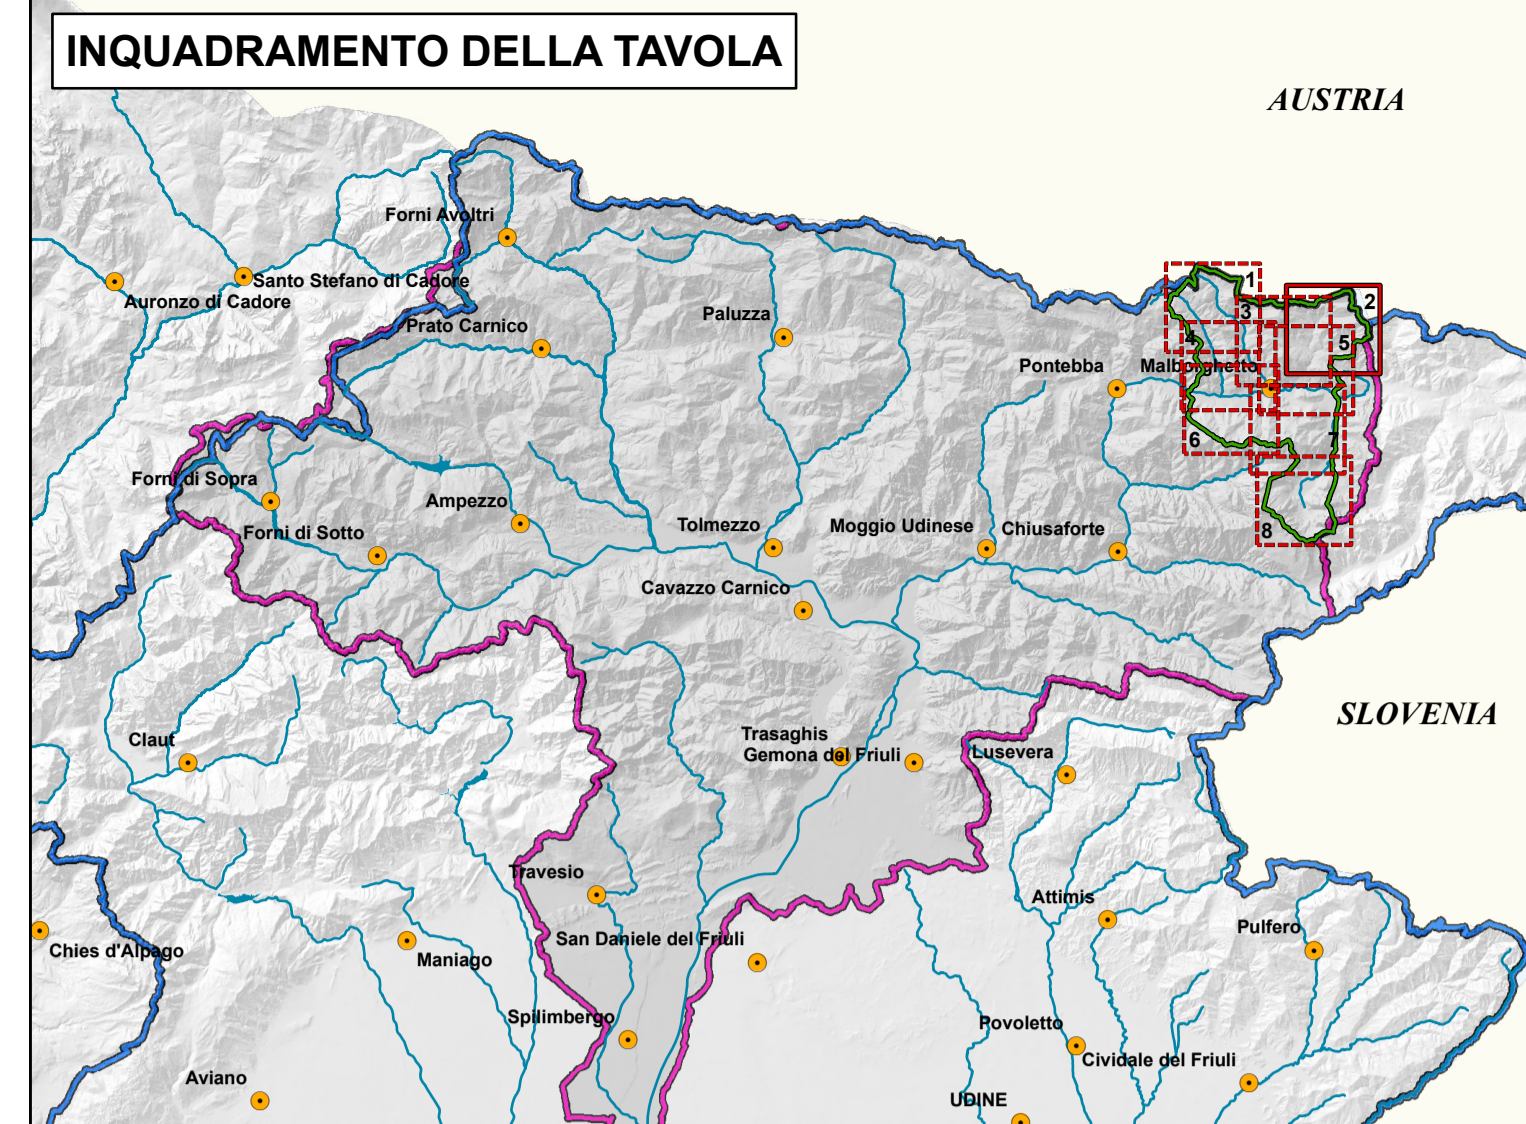 INQUADRAMENTO DELLA TAVOLA
AUSTRIA
Forni Avoltri
Santo Stefano di Cadore
Auronzo di Cadore
Prato Carnico
Paluzza
Pontebba
Malborghetto
1
2
3
4
5
6
7
8
Forni di Sopra
Ampezzo
Forni di Sotto
Tolmezzo
Moggio Udinese
Chiusaforte
Cavazzo Carnico
SLOVENIA
Claut
Trasaghis
Gemona del Friuli
Lusevera
Travesio
Attimis
Pulfero
San Daniele del Friuli
Chies d'Alpago
Maniago
Spilimbergo
Povoletto
Cividale del Friuli
Aviano
UDINE